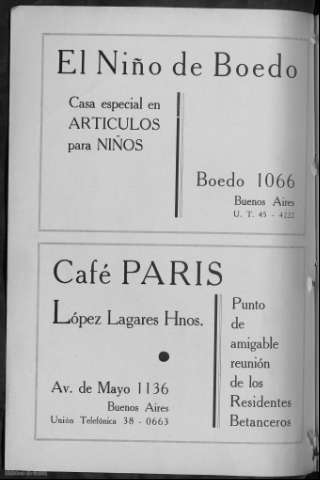 El Niño de Boedo
Casa especial en
ARTICULOS
para NIÑOS
Boedo 1066
Buenos Aires
U. T. 45 - 4222
Café PARIS
López Lagares Hnos.
Av. de Mayo 1136
Buenos Aires
Unión Telefónica 38 - 0663
Punto
de
amigable
reunión
de los
Residentes
Betanceros